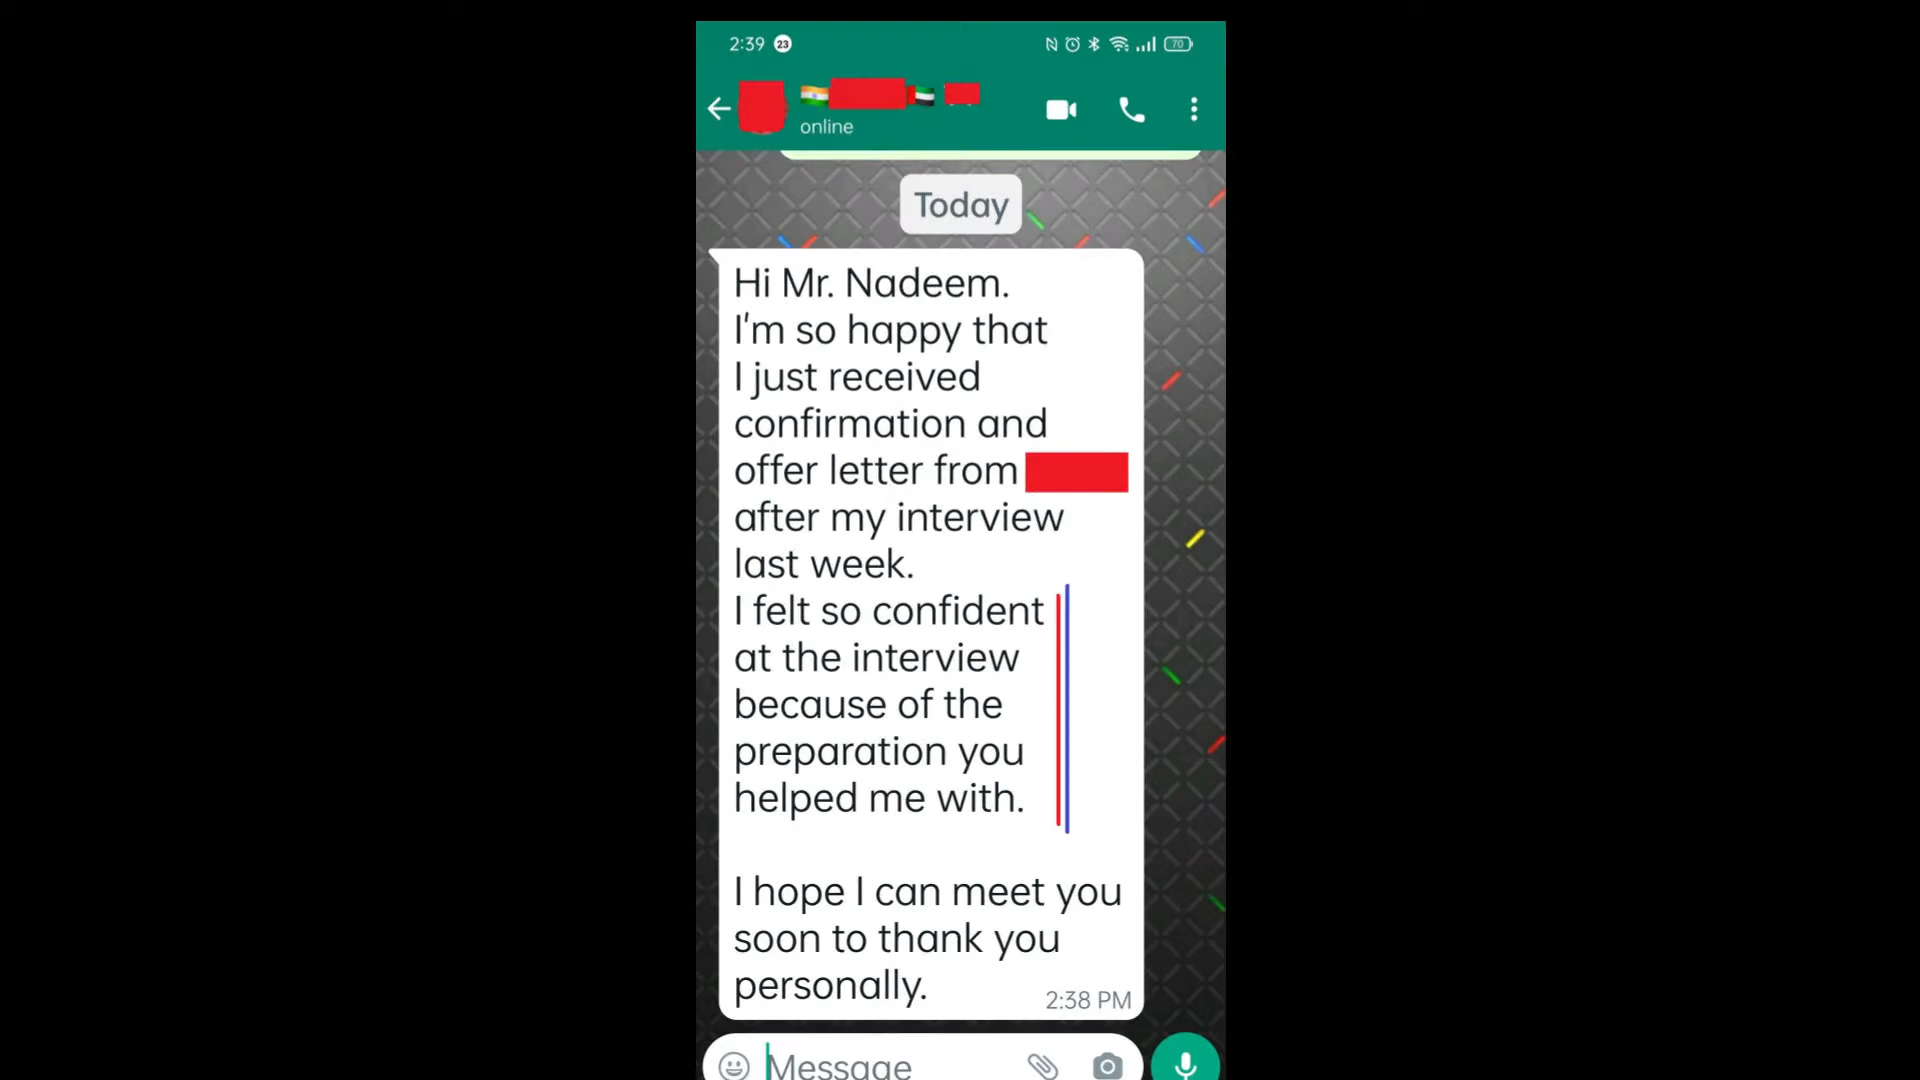 2:39 23 70
online
Today
Hi Mr. Nadeem.
I'm so happy that
I just received
confirmation and
offer letter from
after my interview
last week.
I felt so confident
at the interview
because of the
preparation you
helped me with.
I hope I can meet you
soon to thank you
personally.
2:38 PM
Message